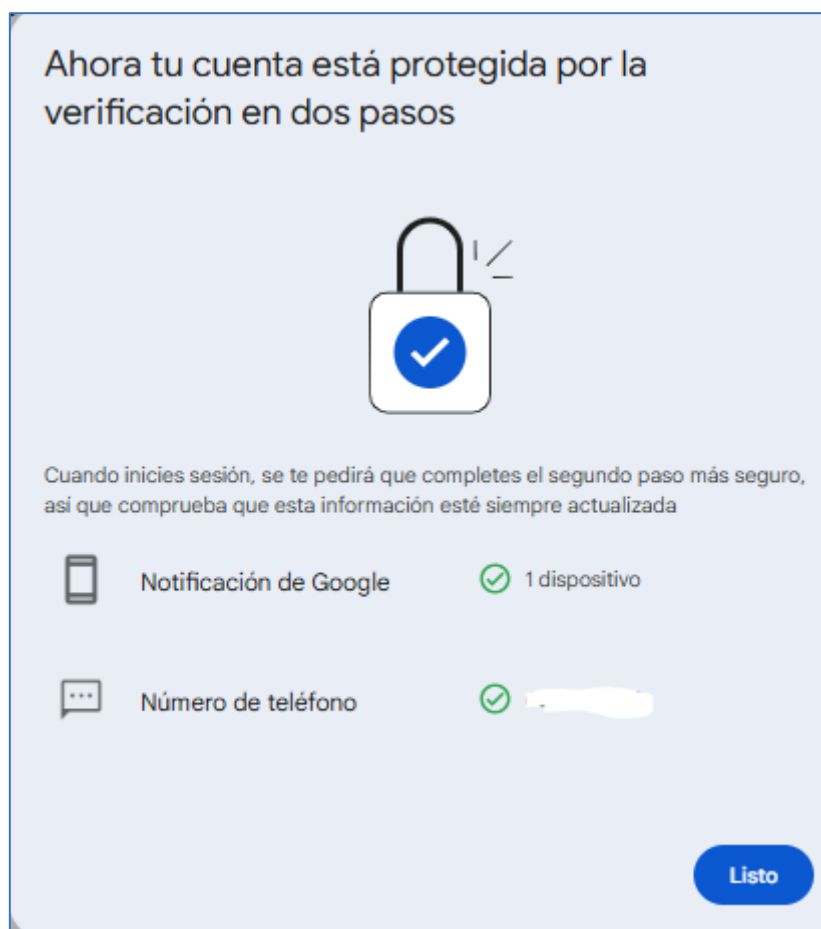 Ahora tu cuenta está protegida por la
verificación en dos pasos
Cuando inicies sesión, se te pedirá que completes el segundo paso más seguro,
así que comprueba que esta información esté siempre actualizada
Notificación de Google
1 dispositivo
Número de teléfono
Listo